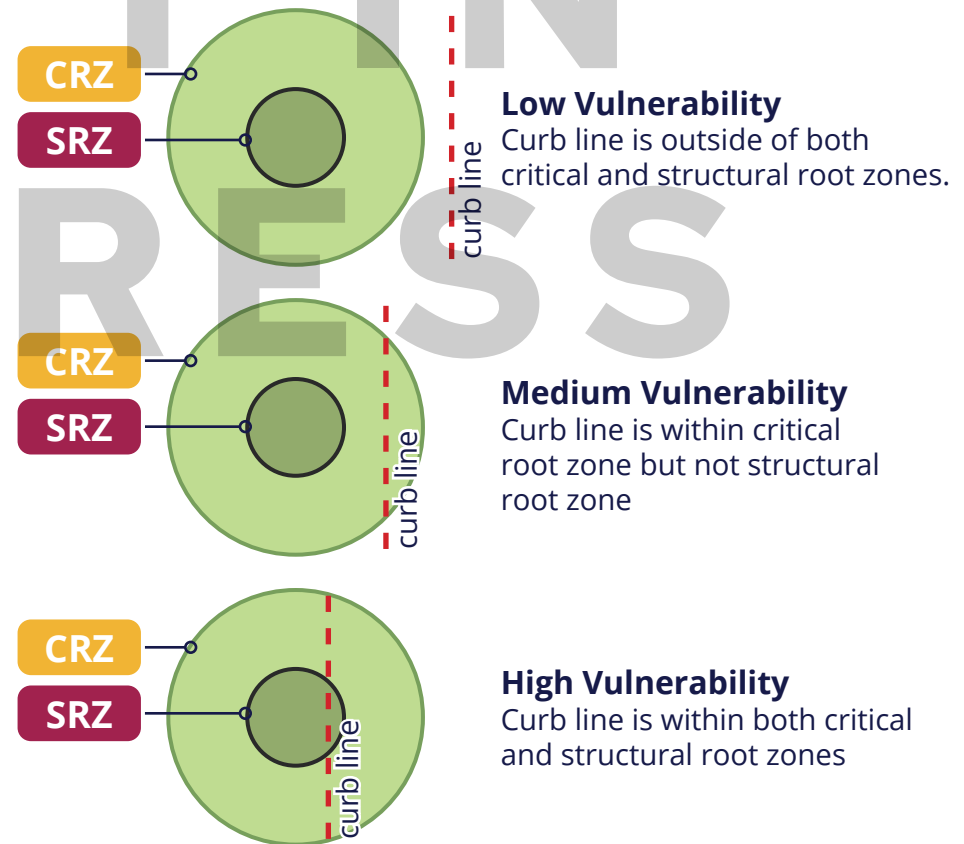 IN
CRZ
SRZ
curb line
Low Vulnerability
Curb line is outside of both
critical and structural root zones.
RESS
CRZ
SRZ
curb line
Medium Vulnerability
Curb line is within critical
root zone but not structural
root zone
CRZ
SRZ
curb line
High Vulnerability
Curb line is within both critical
and structural root zones